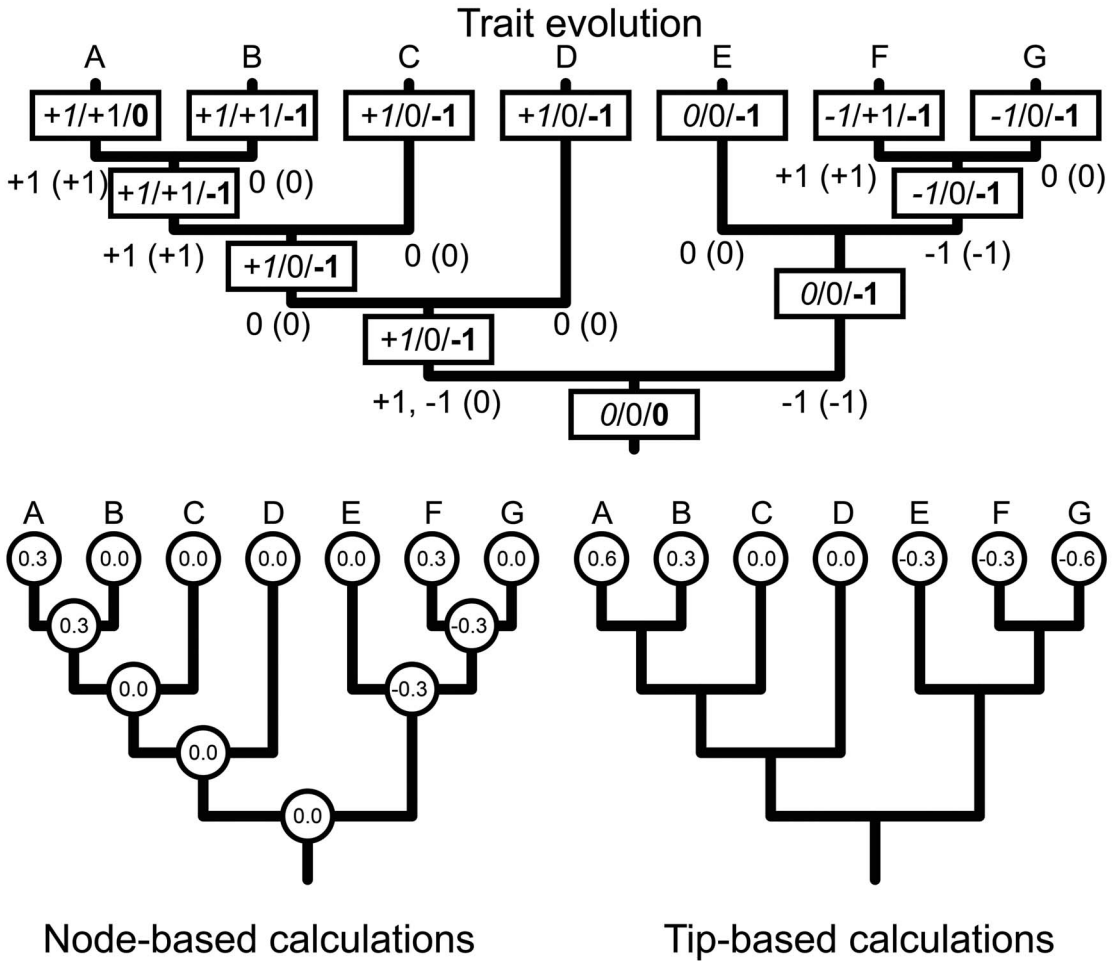 Trait evolution
A B C D E F G
+1/+1/0 +1/+1/-1 +1/0/-1 +1/0/-1 0/0/-1 -1/+1/-1 -1/0/-1
+1 (+1) +1/+1/-1 0 (0) +1 (+1) -1/0/-1 0 (0)
+1 (+1) +1/0/-1 0 (0) 0 (0) 0/0/-1 -1 (-1)
0 (0) +1/0/-1 0 (0)
+1, -1 (0) 0/0/0 -1 (-1)
A B C D E F G A B C D E F G
0.3 0.0 0.0 0.0 0.0 0.3 0.0 0.6 0.3 0.0 0.0 -0.3 -0.3 -0.6
0.3 -0.3
0.0 -0.3
0.0
0.0
Node-based calculations Tip-based calculations